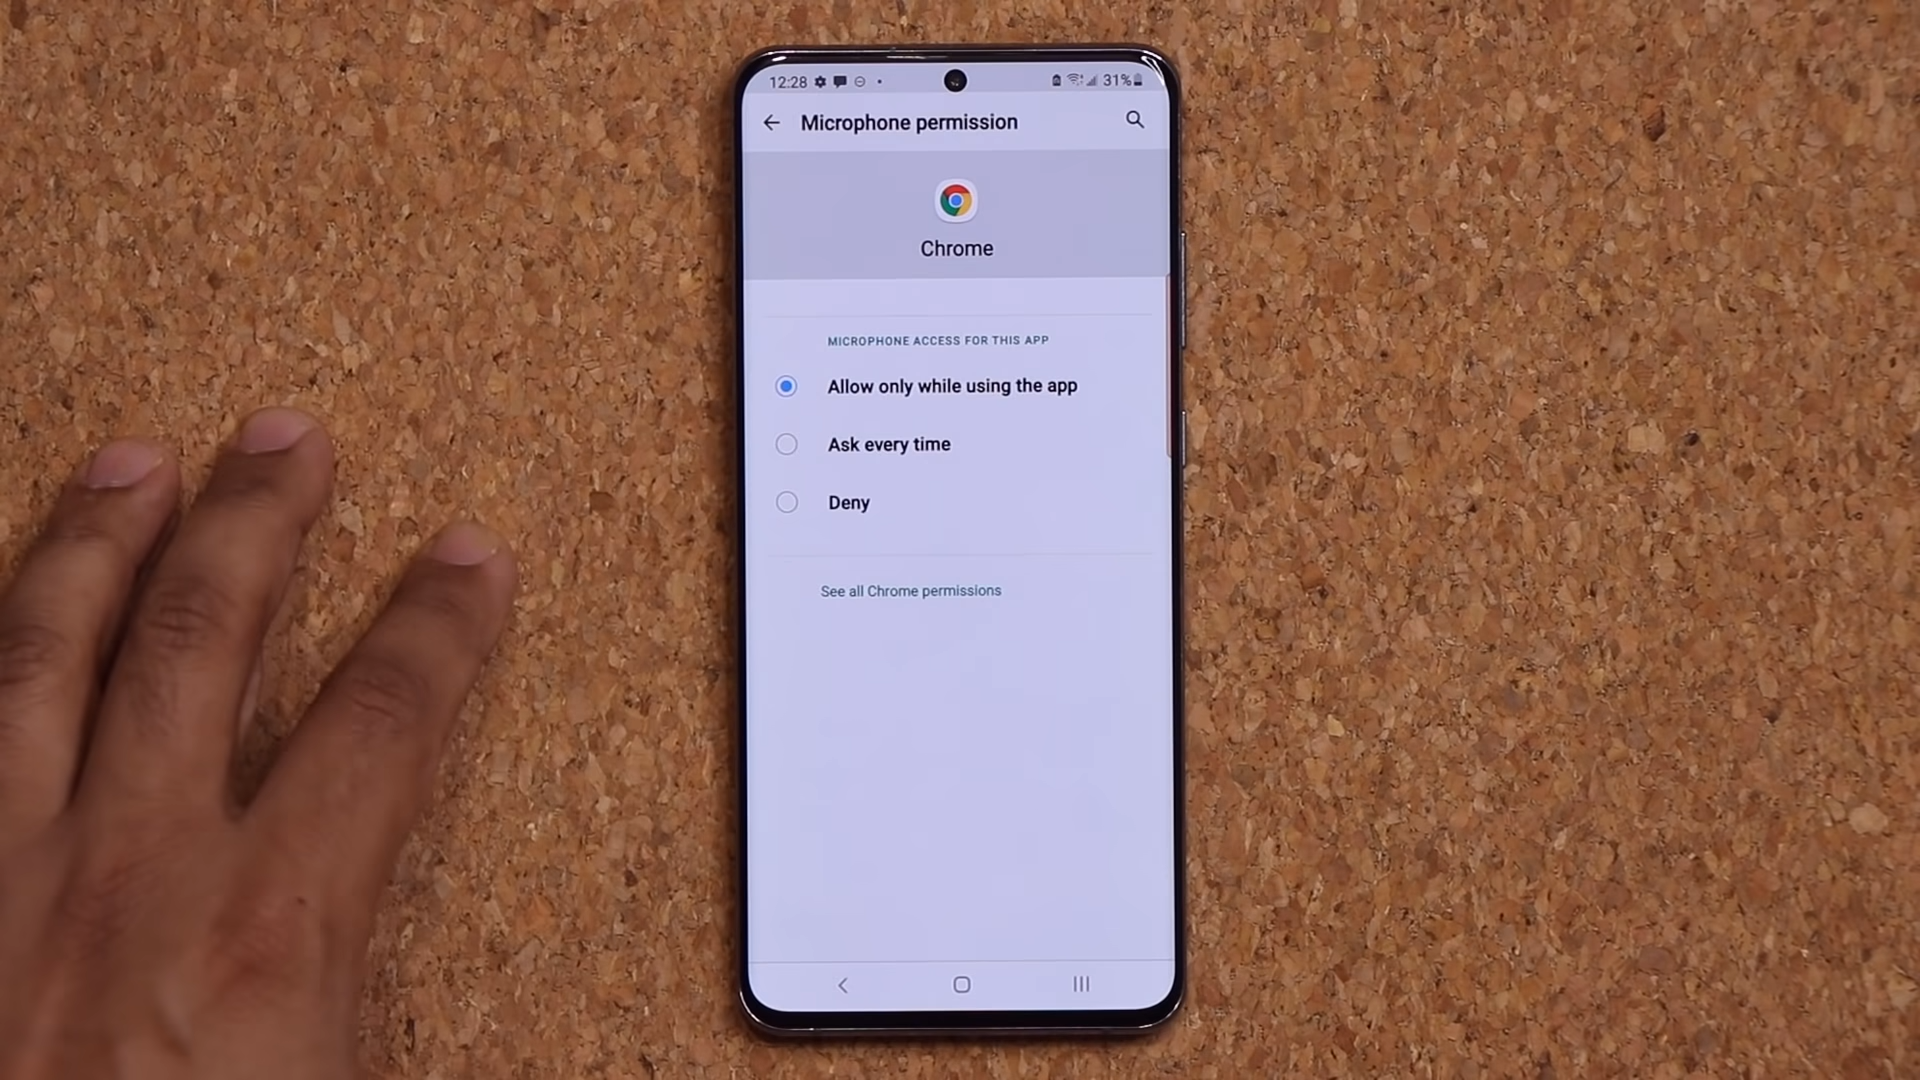 12:28
31%
Microphone permission
Chrome
MICROPHONE ACCESS FOR THIS APP
Allow only while using the app
Ask every time
Deny
See all Chrome permissions